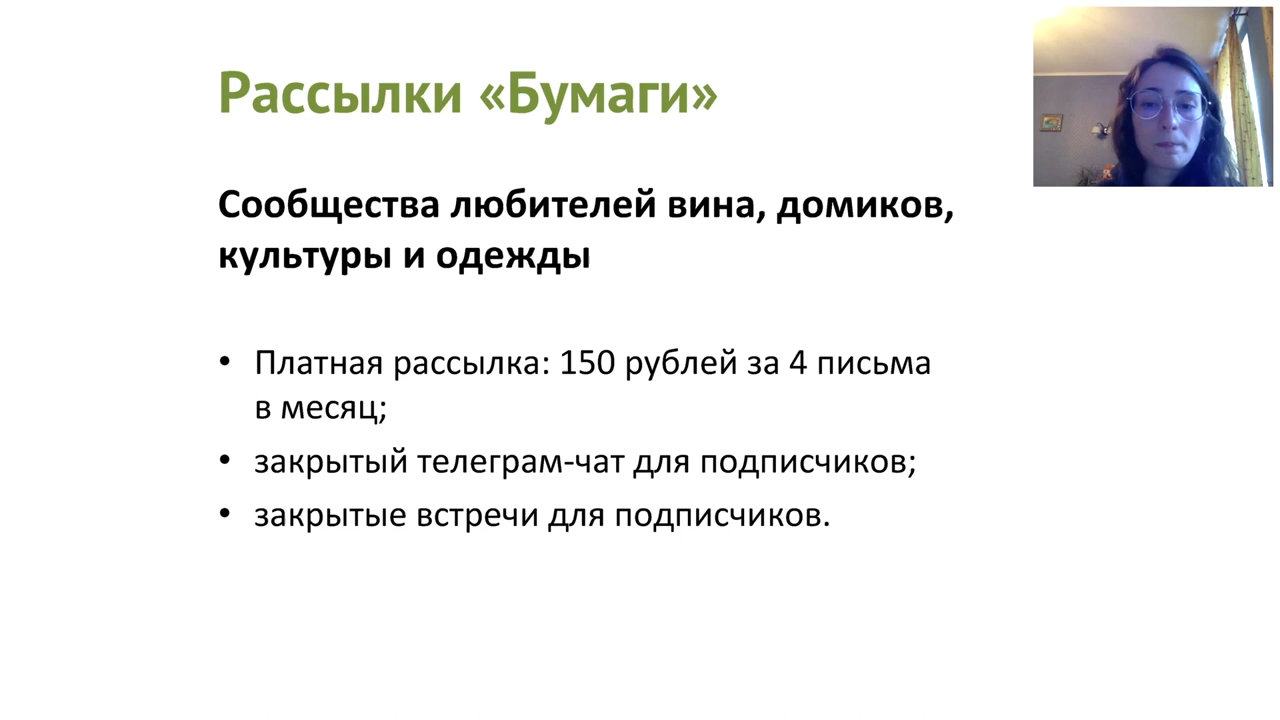 Рассылки «Бумаги»
Сообщества любителей вина, домиков,
культуры и одежды
• Платная рассылка: 150 рублей за 4 письма
в месяц;
• закрытый телеграм-чат для подписчиков;
• закрытые встречи для подписчиков.